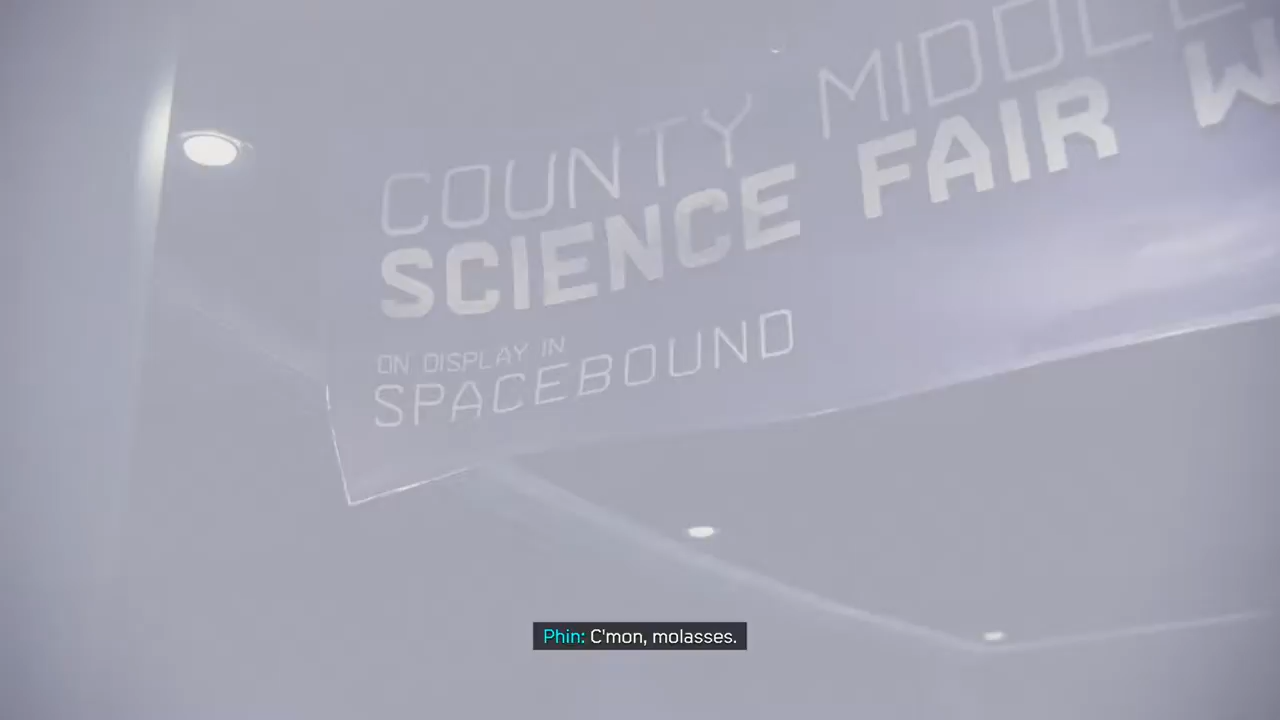 COUNTY MIDDLE
SCIENCE FAIR
ON DISPLAY IN
SPACEBOUND
Phin: C'mon, molasses.